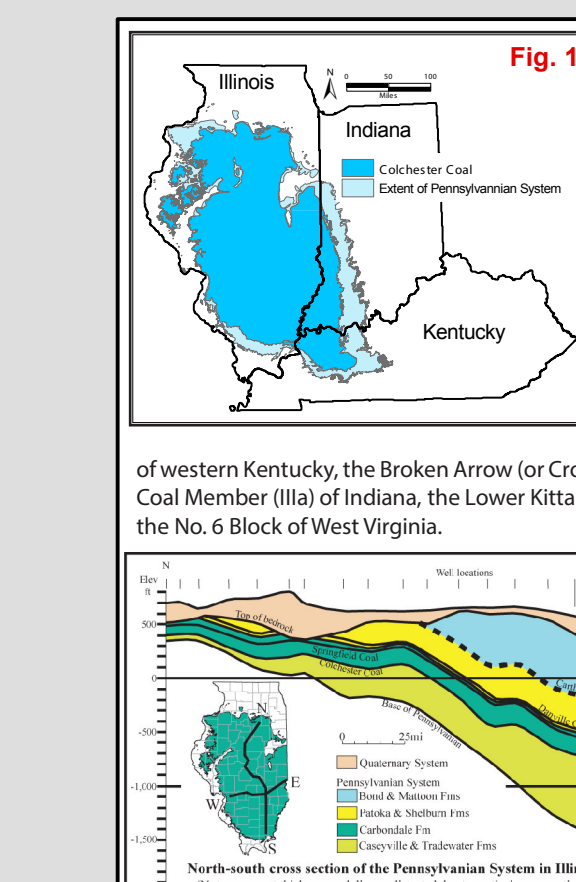 Fig. 1
Illinois
N
0 50 100
Miles
Indiana
Colchester Coal
Extent of Pennsylvannian System
Kentucky
of western Kentucky, the Broken Arrow (or Cro
Coal Member (IIIa) of Indiana, the Lower Kitta
the No. 6 Block of West Virginia.
N
Well locations
Elev
ft
500
0
-500
-1,000
-1,500
Top of bedrock
Springfield Coal
Colchester Coal
Base of Pennsylvanian
Carth
Danville C
N
W
E
S
0 25mi
Quaternary System
Pennsylvanian System
Bond & Mattoon Fms
Patoka & Shelburn Fms
Carbondale Fm
Caseyville & Tradewater Fms
North-south cross section of the Pennsylvanian System in Illin